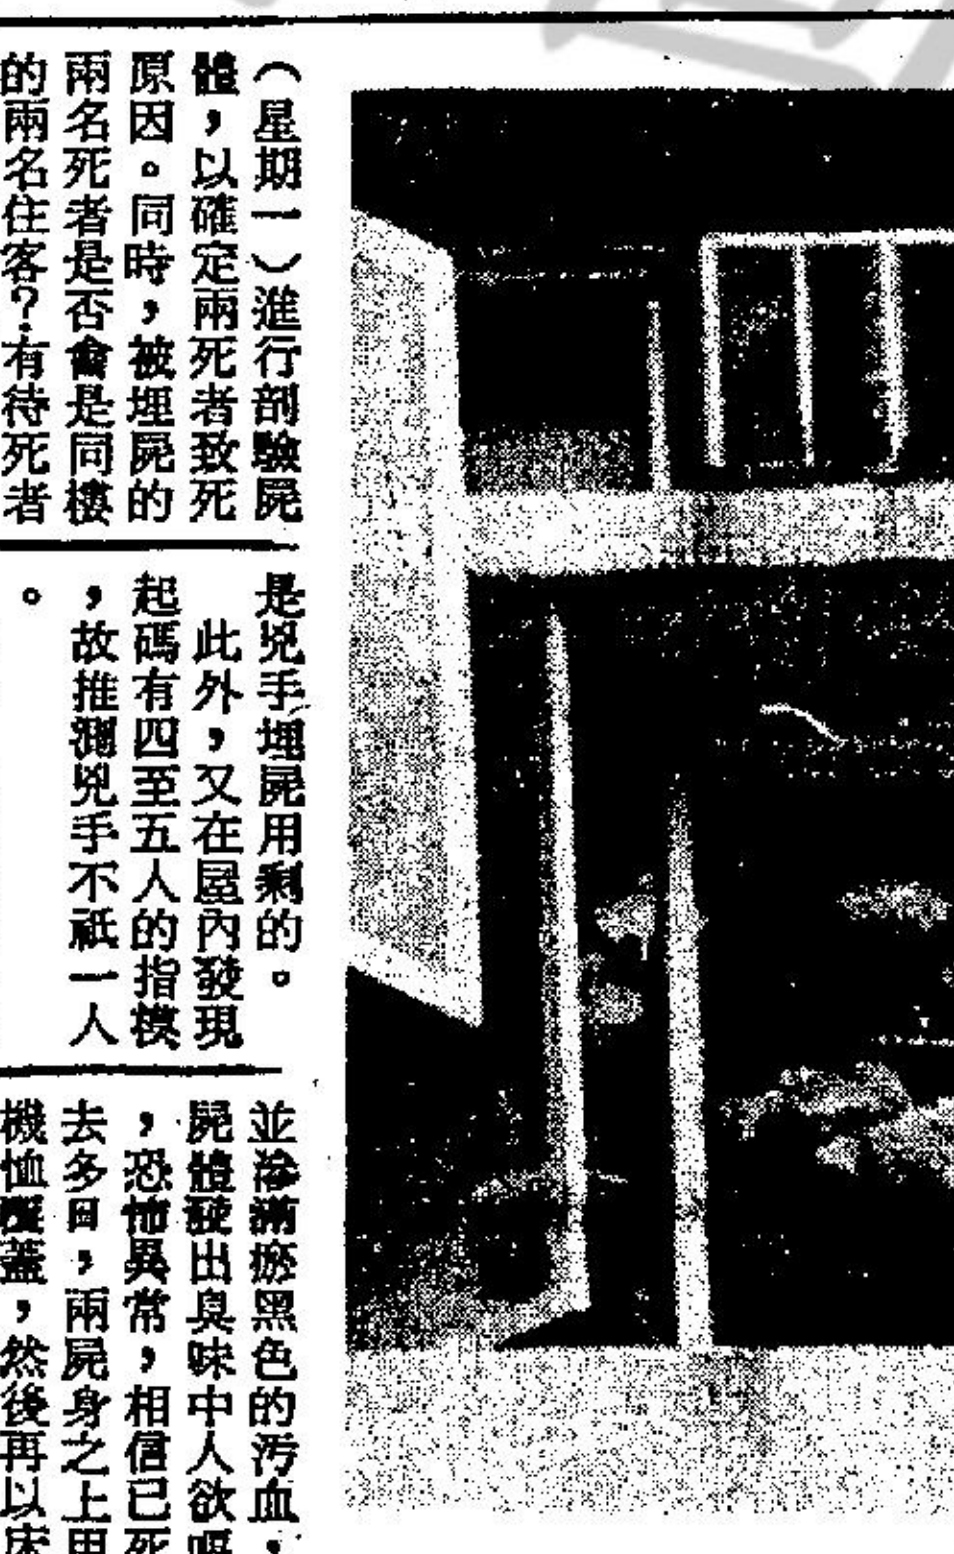 （星期一）進行剖驗屍
體，以確定兩死者致死
原因。同時，被埋屍的
兩名死者是否會是同樓
的兩名住客？有待死者
是兇手埋屍用剩的。
此外，又在屋內發現
起碼有四至五人的指模
，故推測兇手不祇一人
。
並滲滿瘀黑色的污血，
屍體發出臭味中人欲嘔
，恐怖異常，相信已死
去多日，兩屍身之上用
機恤覆蓋，然後再以床